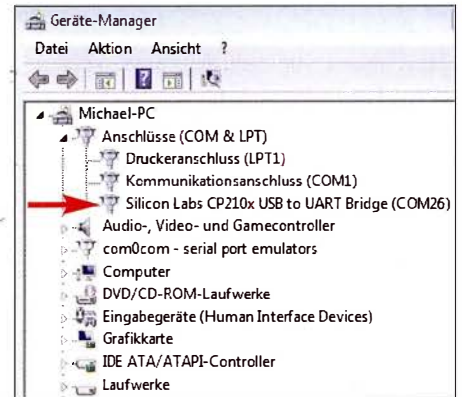 Geräte-Manager
Datei Aktion Ansicht ?
Michael-PC
Anschlüsse (COM & LPT)
Druckeranschluss (LPT1)
Kommunikationsanschluss (COM1)
Silicon Labs CP210x USB to UART Bridge (COM26)
Audio-, Video- und Gamecontroller
com0com - serial port emulators
Computer
DVD/CD-ROM-Laufwerke
Eingabegeräte (Human Interface Devices)
Grafikkarte
IDE ATA/ATAPI-Controller
Laufwerke